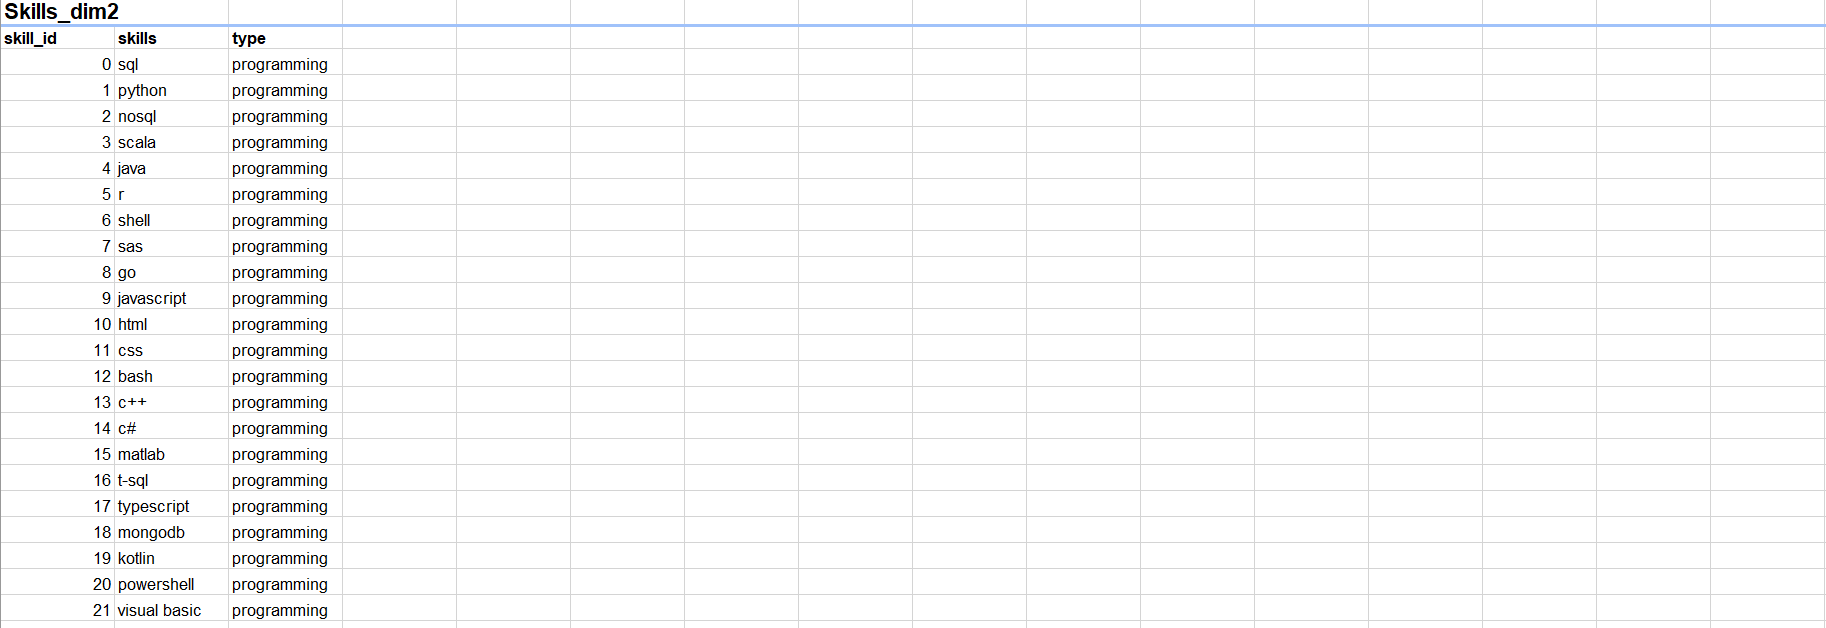 Skills_dim2
skill_id skills type
0 sql programming
1 python programming
2 nosql programming
3 scala programming
4 java programming
5 r programming
6 shell programming
7 sas programming
8 go programming
9 javascript programming
10 html programming
11 css programming
12 bash programming
13 c++ programming
14 c# programming
15 matlab programming
16 t-sql programming
17 typescript programming
18 mongodb programming
19 kotlin programming
20 powershell programming
21 visual basic programming